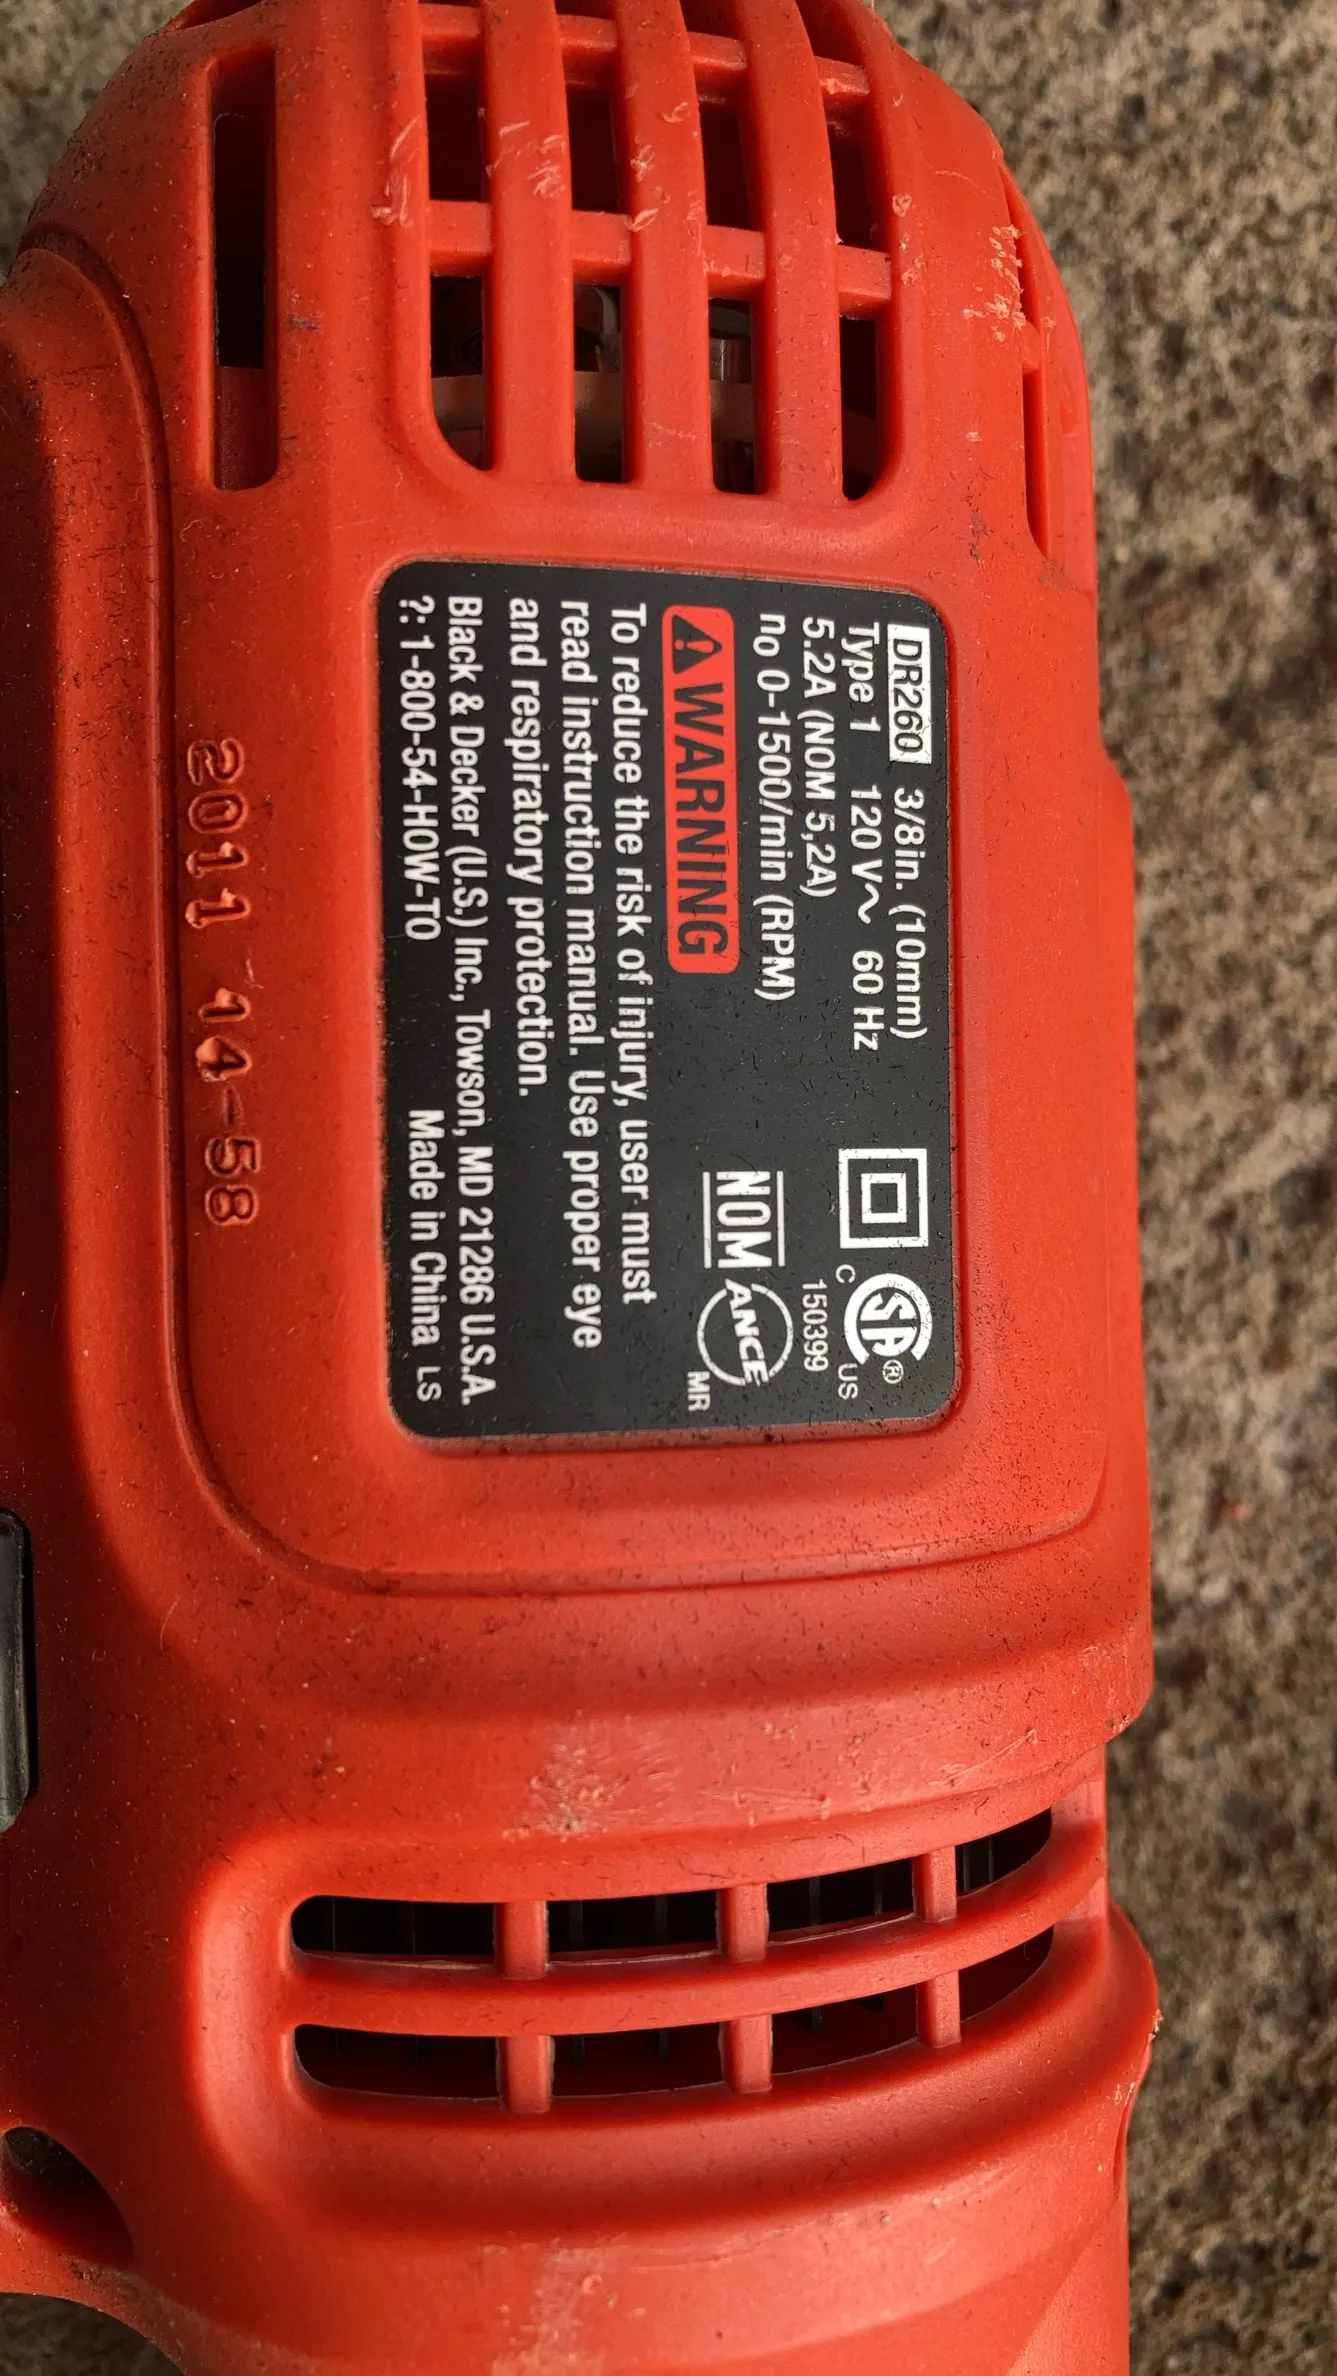 DR260 3/8in. (10mm)
Type 1 120 V~ 60 Hz
5.2A (NOM 5,2A)
no 0-1500/min (RPM)
WARNING
To reduce the risk of injury, user must
read instruction manual. Use proper eye
and respiratory protection.
Black & Decker (U.S.) Inc., Towson, MD 21286 U.S.A.
?: 1-800-54-HOW-TO Made in China LS
C SA® US
150399
NOM ANCE MR
2011 14-58